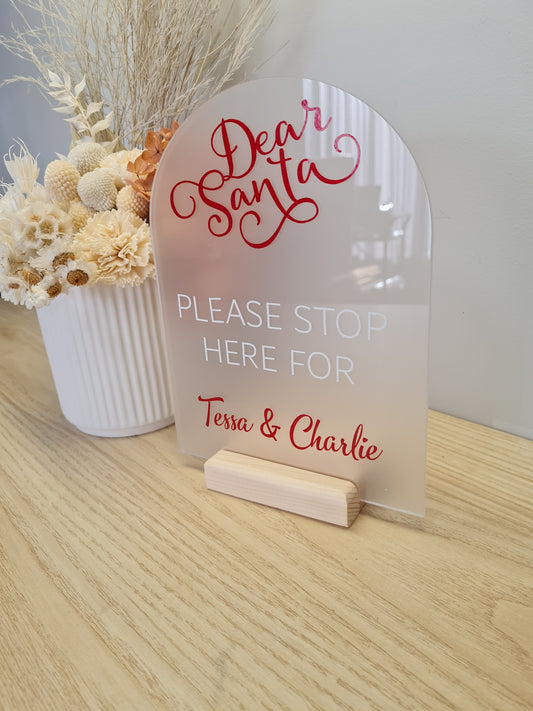 Dear
Santa
PLEASE STOP
HERE FOR
Tessa & Charlie